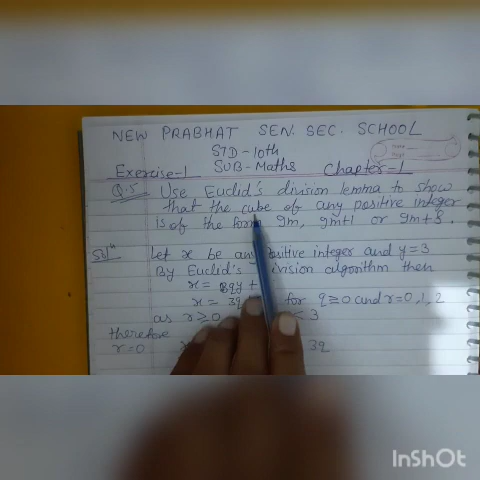 NEW PRABHAT SEN. SEC. SCHOOL
STD-10th
SUB-Maths
Exercise-1 Chapter-1
Q.5 Use Euclid's division lemma to show
that the cube of any positive integer
is of the form 9m, 9m+1 or 9m+8.
Sol^n Let x be any positive integer and y=3
By Euclid's division algorithm then
x = qy +
x = 3q for q≥0 and r=0,1,2
as r≥0 < 3
therefore
r=0 3q
InShOt